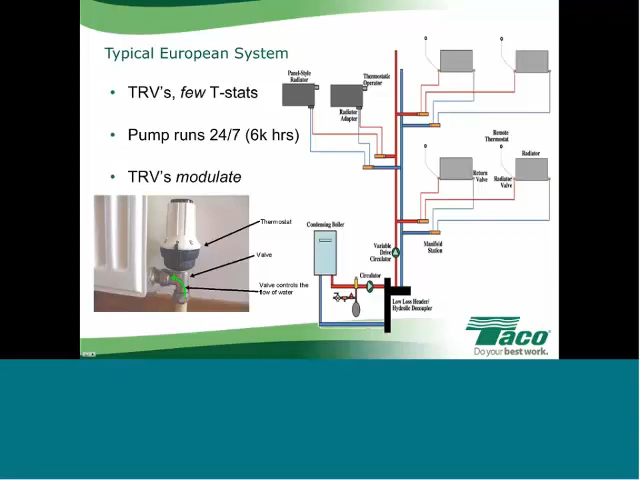 Typical European System
• TRV's, few T-stats
• Pump runs 24/7 (6k hrs)
• TRV's modulate
Thermostat
Valve
Valve controls the
flow of water
Panel-Style
Radiator
Thermostatic
Operator
Radiator
Adapter
Remote
Thermostat
Radiator
Return
Valve
Radiator
Valve
Manifold
Station
Condensing Boiler
Variable
Drive
Circulator
Circulator
Low Loss Header/
Hydralic Decoupler
Taco
Do your best work.